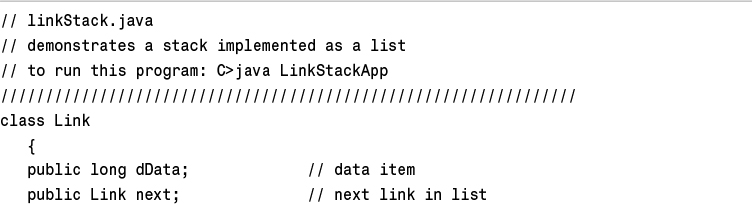 // linkStack.java
// demonstrates a stack implemented as a list
// to run this program: C>java LinkStackApp
////////////////////////////////////////////////////////////////
class Link
{
public long dData; // data item
public Link next; // next link in list